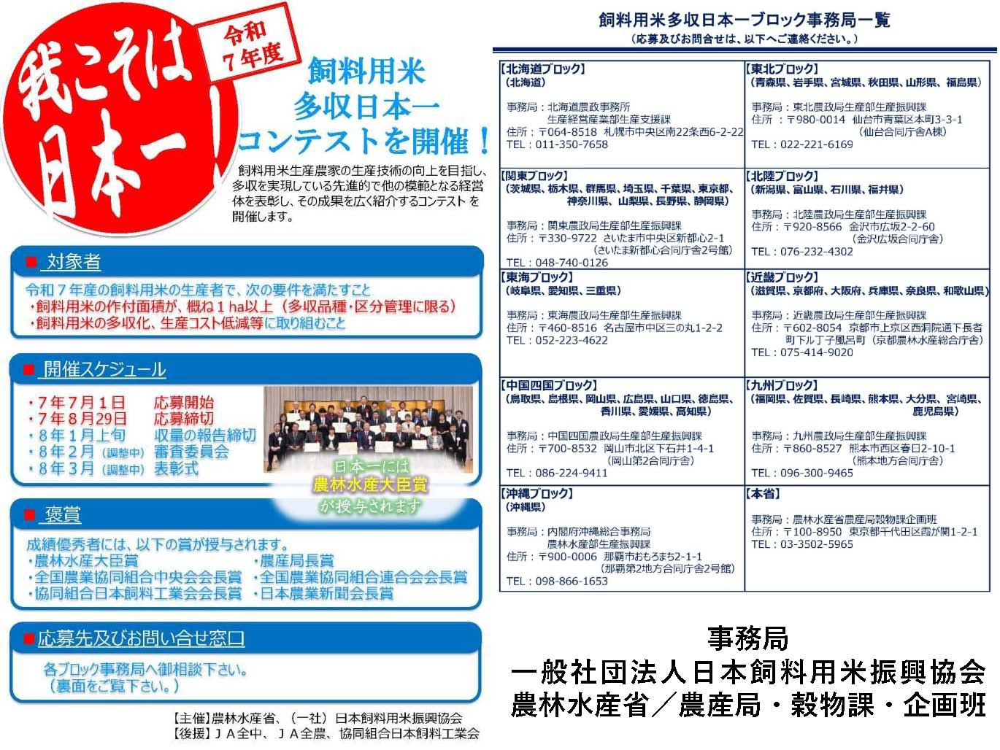 我こそは
日本一!
令和
7年度
飼料用米
多収日本一
コンテストを開催！
飼料用米生産農家の生産技術の向上を目指し、
多収を実現している先進的で他の模範となる経営
体を表彰し、その成果を広く紹介するコンテストを
開催します。
■ 対象者
令和７年産の飼料用米の生産者で、次の要件を満たすこと
・飼料用米の作付面積が、概ね１ha以上（多収品種・区分管理に限る）
・飼料用米の多収化、生産コスト低減等に取り組むこと
■ 開催スケジュール
・７年７月１日 応募開始
・７年８月29日 応募締切
・８年１月上旬 収量の報告締切
・８年２月（調整中） 審査委員会
・８年３月（調整中） 表彰式
日本一には
農林水産大臣賞
が授与されます
■ 褒賞
成績優秀者には、以下の賞が授与されます。
・農林水産大臣賞 ・農産局長賞
・全国農業協同組合中央会会長賞 ・全国農業協同組合連合会会長賞
・協同組合日本飼料工業会会長賞 ・日本農業新聞会長賞
■応募先及びお問い合せ窓口
各ブロック事務局へ御相談下さい。
（裏面をご覧下さい。）
【主催】農林水産省、（一社）日本飼料用米振興協会
【後援】ＪＡ全中、ＪＡ全農、協同組合日本飼料工業会
飼料用米多収日本一ブロック事務局一覧
（応募及びお問合せは、以下へご連絡ください。）
【北海道ブロック】
（北海道）
事務局：北海道農政事務所
生産経営産業部生産支援課
住所：〒064-8518 札幌市中央区南22条西6-2-22
TEL：011-350-7658
【東北ブロック】
（青森県、岩手県、宮城県、秋田県、山形県、福島県）
事務局：東北農政局生産部生産振興課
住所：〒980-0014 仙台市青葉区本町3-3-1
（仙台合同庁舎A棟）
TEL：022-221-6169
【関東ブロック】
（茨城県、栃木県、群馬県、埼玉県、千葉県、東京都、
神奈川県、山梨県、長野県、静岡県）
事務局：関東農政局生産部生産振興課
住所：〒330-9722 さいたま市中央区新都心2-1
（さいたま新都心合同庁舎2号館）
TEL：048-740-0126
【北陸ブロック】
（新潟県、富山県、石川県、福井県）
事務局：北陸農政局生産部生産振興課
住所：〒920-8566 金沢市広坂2-2-60
（金沢広坂合同庁舎）
TEL：076-232-4302
【東海ブロック】
（岐阜県、愛知県、三重県）
事務局：東海農政局生産部生産振興課
住所：〒460-8516 名古屋市中区三の丸1-2-2
TEL：052-223-4622
【近畿ブロック】
（滋賀県、京都府、大阪府、兵庫県、奈良県、和歌山県）
事務局：近畿農政局生産部生産振興課
住所：〒602-8054 京都市上京区西洞院通下長者
町下ル丁子風呂町（京都農林水産総合庁舎）
TEL：075-414-9020
【中国四国ブロック】
（鳥取県、島根県、岡山県、広島県、山口県、徳島県、
香川県、愛媛県、高知県）
事務局：中国四国農政局生産部生産振興課
住所：〒700-8532 岡山市北区下石井1-4-1
（岡山第2合同庁舎）
TEL：086-224-9411
【九州ブロック】
（福岡県、佐賀県、長崎県、熊本県、大分県、宮崎県、
鹿児島県）
事務局：九州農政局生産部生産振興課
住所：〒860-8527 熊本市西区春日2-10-1
（熊本地方合同庁舎）
TEL：096-300-9465
【沖縄ブロック】
（沖縄県）
事務局：内閣府沖縄総合事務局
農林水産部生産振興課
住所：〒900-0006 那覇市おもろまち2-1-1
（那覇第2地方合同庁舎2号館）
TEL：098-866-1653
【本省】
事務局：農林水産省農産局穀物課企画班
住所：〒100-8950 東京都千代田区霞が関1-2-1
TEL：03-3502-5965
事務局
一般社団法人日本飼料用米振興協会
農林水産省／農産局・穀物課・企画班